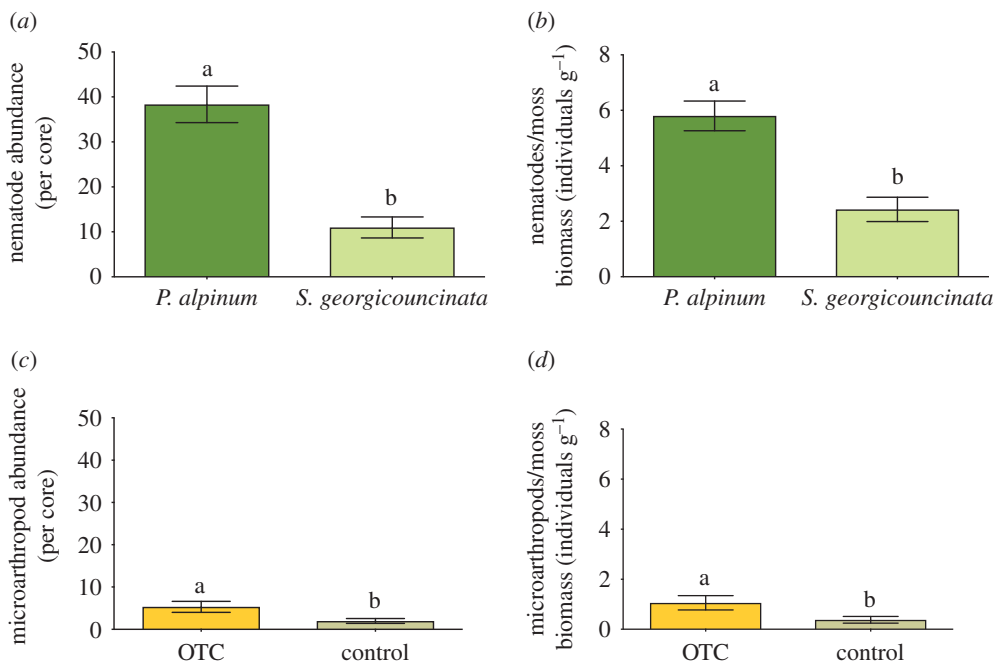 (a)
nematode abundance
(per core)
50
40
30
20
10
0
a
b
P. alpinum
S. georgicouncinata
(b)
nematodes/moss
biomass (individuals g⁻¹)
8
6
4
2
0
a
b
P. alpinum
S. georgicouncinata
(c)
microarthropod abundance
(per core)
50
40
30
20
10
0
a
b
OTC
control
(d)
microarthropods/moss
biomass (individuals g⁻¹)
8
6
4
2
0
a
b
OTC
control